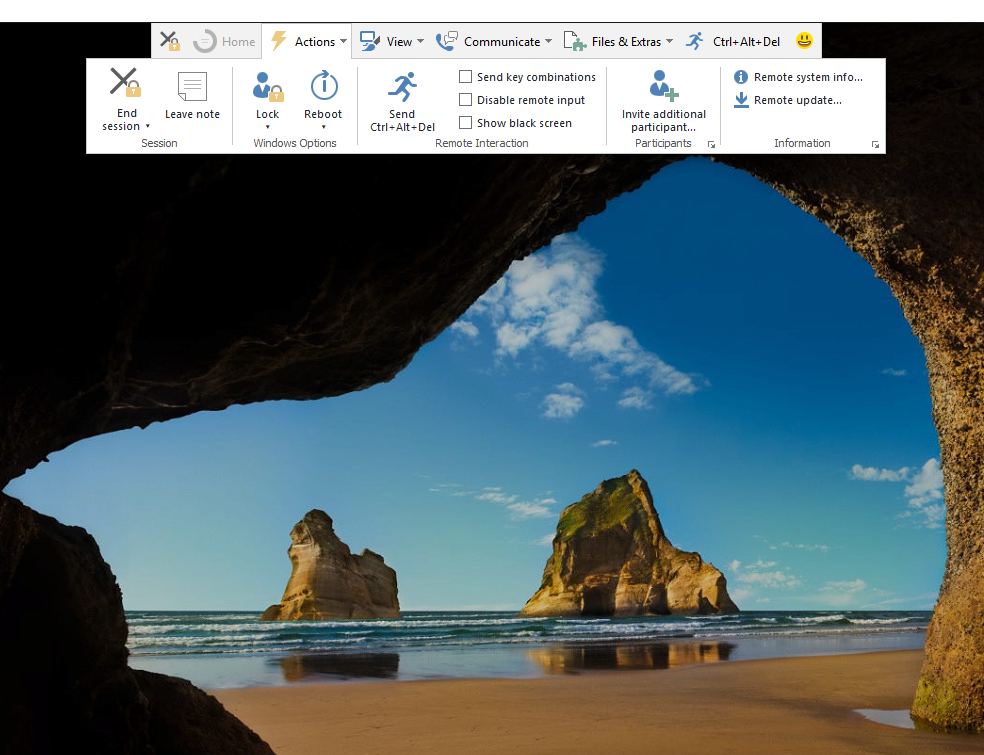 Home Actions View Communicate Files & Extras Ctrl+Alt+Del
End session
Leave note
Session
Lock
Reboot
Windows Options
Send
Ctrl+Alt+Del
Send key combinations
Disable remote input
Show black screen
Remote Interaction
Invite additional
participant...
Participants
Remote system info...
Remote update...
Information